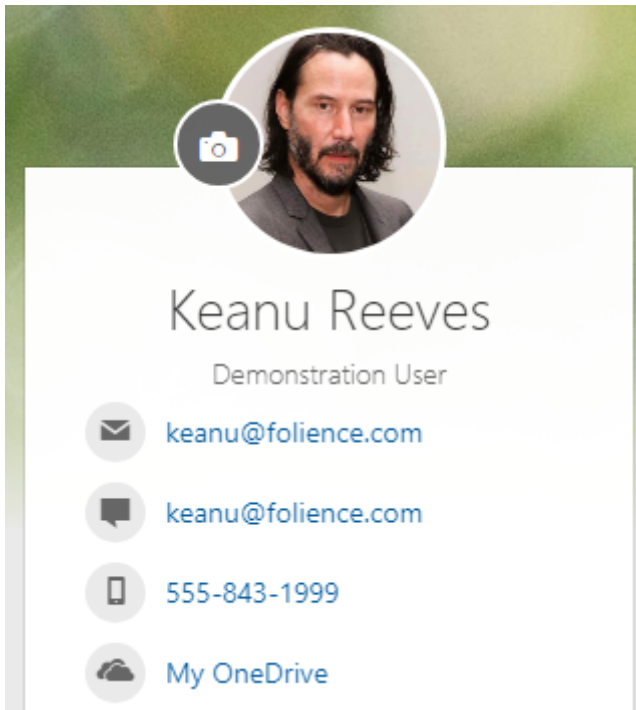 Keanu Reeves
Demonstration User
keanu@folience.com
keanu@folience.com
555-843-1999
My OneDrive